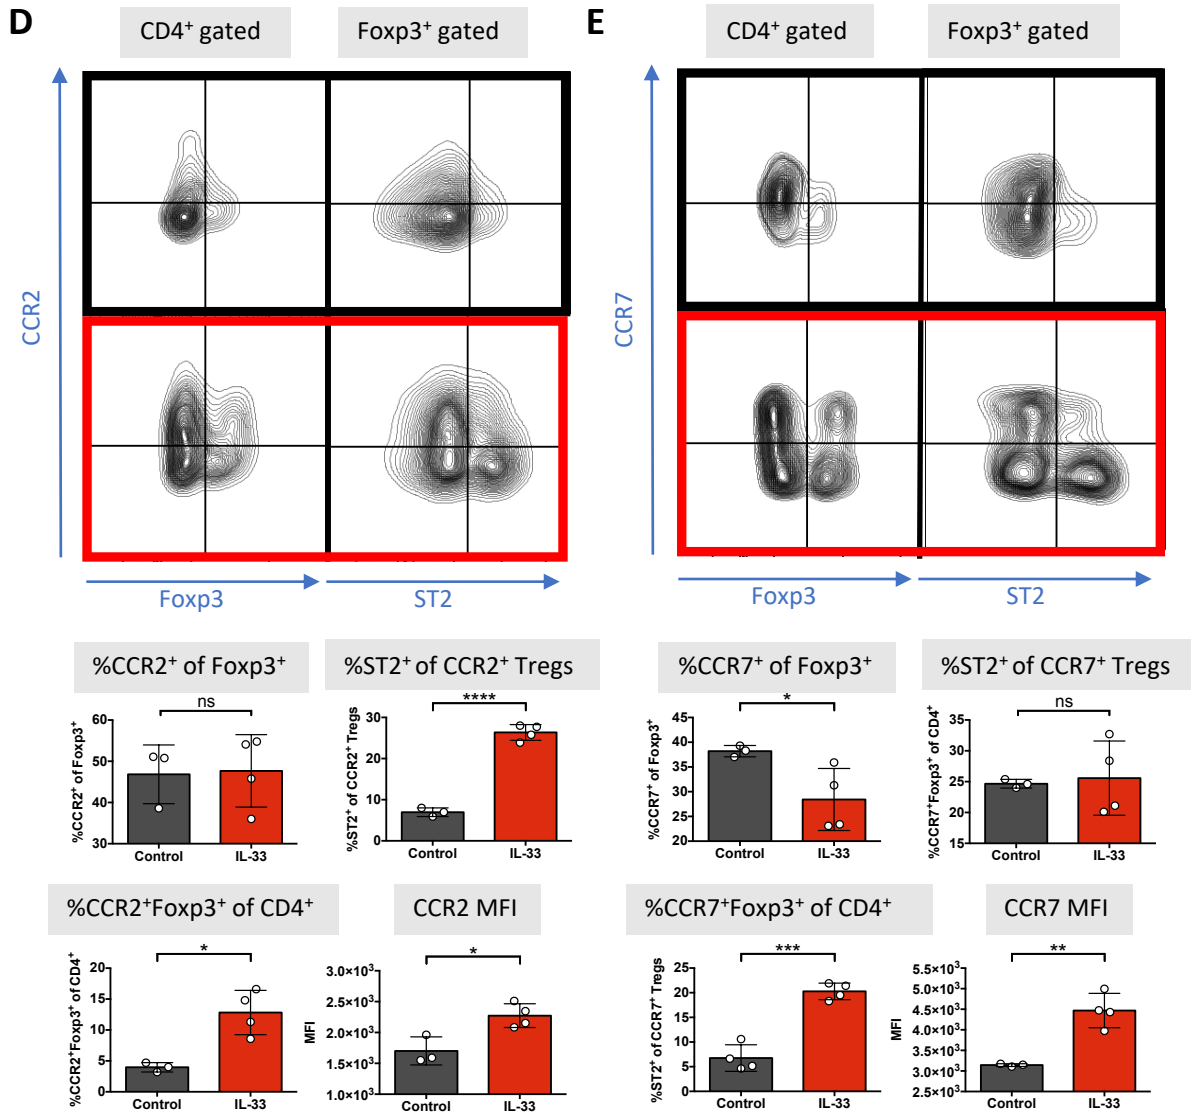 D
CD4⁺ gated
Foxp3⁺ gated
CCR2
Foxp3
ST2
%CCR2⁺ of Foxp3⁺
ns
%CCR2⁺ of Foxp3⁺
60
50
40
30
Control
IL-33
%ST2⁺ of CCR2⁺ Tregs
****
%ST2⁺ of CCR2⁺ Tregs
30
20
10
0
Control
IL-33
%CCR2⁺Foxp3⁺ of CD4⁺
*
%CCR2⁺Foxp3⁺ of CD4⁺
20
15
10
5
0
Control
IL-33
CCR2 MFI
*
MFI
3.0×10³
2.5×10³
2.0×10³
1.5×10³
1.0×10³
Control
IL-33
E
CD4⁺ gated
Foxp3⁺ gated
CCR7
Foxp3
ST2
%CCR7⁺ of Foxp3⁺
*
%CCR7⁺ of Foxp3⁺
45
40
35
30
25
20
Control
IL-33
%ST2⁺ of CCR7⁺ Tregs
ns
%CCR7⁺Foxp3⁺ of CD4⁺
35
30
25
20
15
Control
IL-33
%CCR7⁺Foxp3⁺ of CD4⁺
***
%ST2⁺ of CCR7⁺ Tregs
25
20
15
10
5
0
Control
IL-33
CCR7 MFI
**
MFI
5.5×10³
5.0×10³
4.5×10³
4.0×10³
3.5×10³
3.0×10³
2.5×10³
Control
IL-33